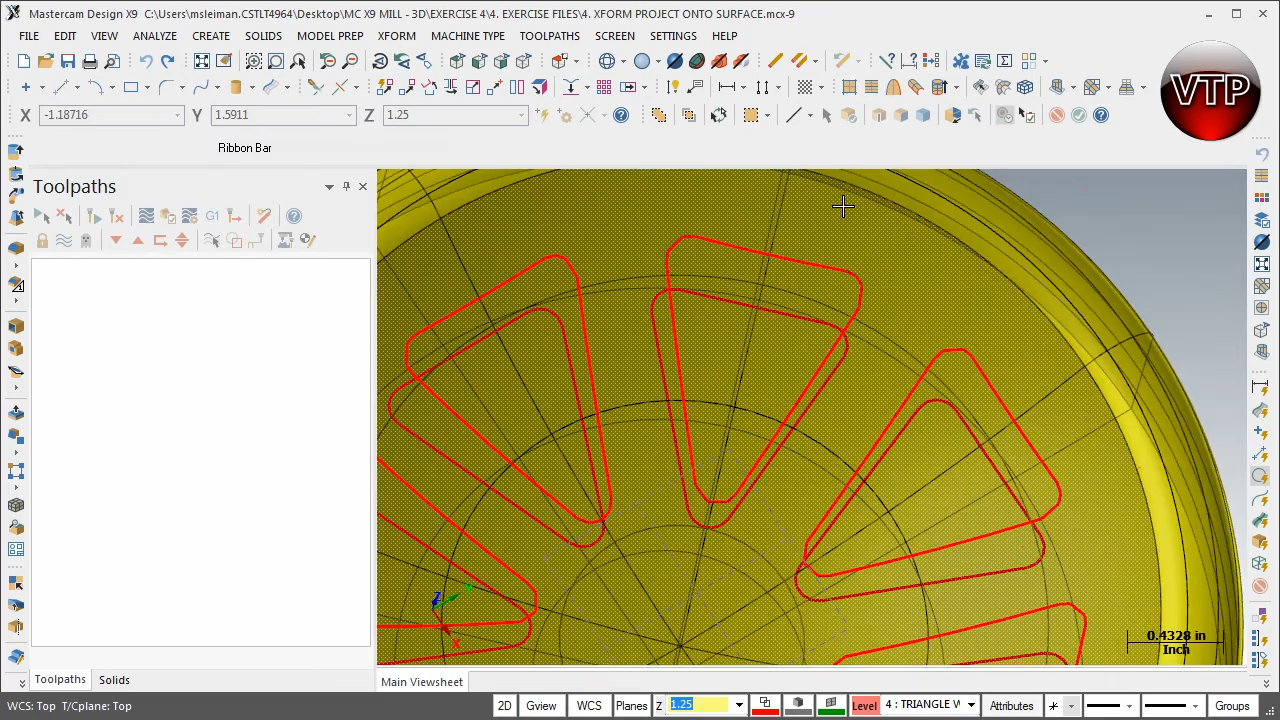 Mastercam Design X9 C:\Users\msleiman.CSTLT4964\Desktop\MC X9 MILL - 3D\EXERCISE 4\4. EXERCISE FILES\4. XFORM PROJECT ONTO SURFACE.mcx-9
FILE EDIT VIEW ANALYZE CREATE SOLIDS MODEL PREP XFORM MACHINE TYPE TOOLPATHS SCREEN SETTINGS HELP
VTP
X -1.18716 Y 1.5911 Z 1.25
Ribbon Bar
Toolpaths
G1
Z
Y
X
0.4328 in
Inch
Toolpaths Solids
Main Viewsheet
WCS: Top T/Cplane: Top 2D Gview WCS Planes Z 1.25 Level 4 : TRIANGLE W Attributes Groups